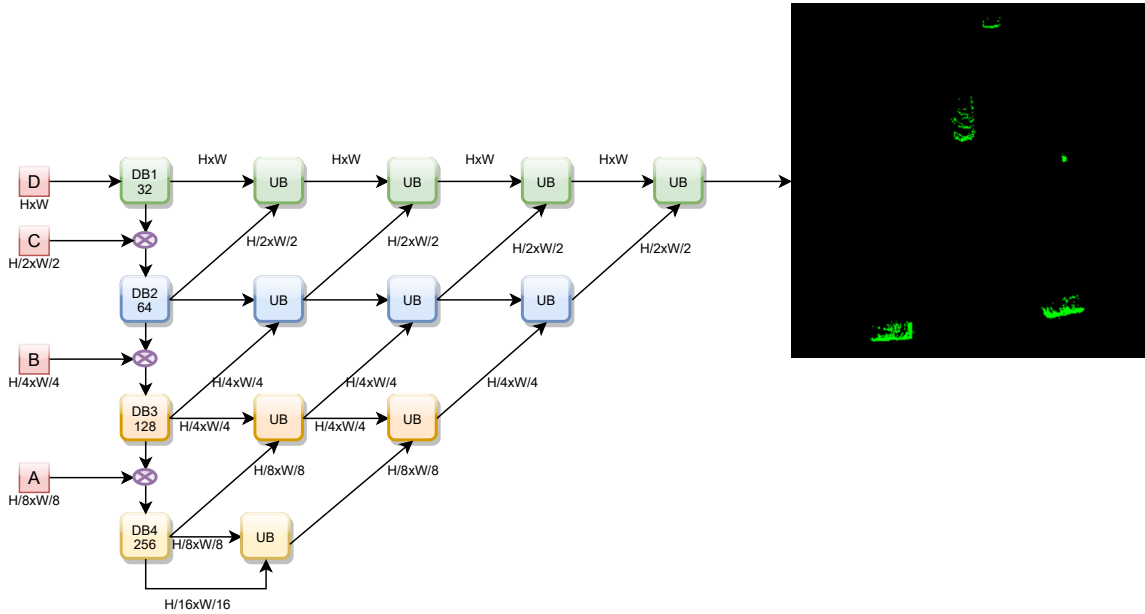 HxW HxW HxW HxW
D
HxW
DB1
32
UB UB UB UB
C
H/2xW/2
H/2xW/2 H/2xW/2 H/2xW/2 H/2xW/2
DB2
64
UB UB UB
B
H/4xW/4
H/4xW/4 H/4xW/4 H/4xW/4
DB3
128
UB UB
H/4xW/4 H/4xW/4
A
H/8xW/8
H/8xW/8 H/8xW/8
DB4
256
UB
H/8xW/8
H/16xW/16